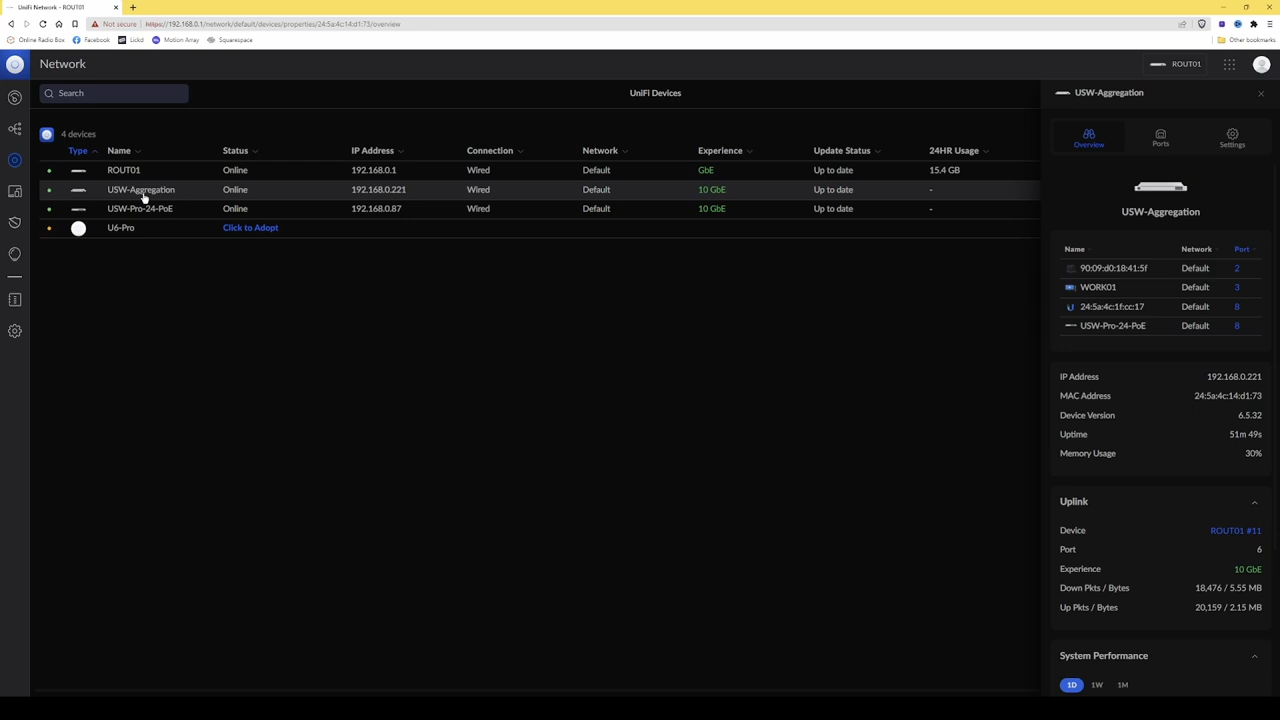 UniFi Network - ROUT01
Not secure https://192.168.0.1/network/default/devices/properties/24:5a:4c:14:d1:73/overview
Online Radio Box Facebook Lickd Motion Array Squarespace Other bookmarks
Network ROUT01
Search UniFi Devices USW-Aggregation
4 devices
Type Name Status IP Address Connection Network Experience Update Status 24HR Usage
ROUT01 Online 192.168.0.1 Wired Default GbE Up to date 15.4 GB
USW-Aggregation Online 192.168.0.221 Wired Default 10 GbE Up to date -
USW-Pro-24-PoE Online 192.168.0.87 Wired Default 10 GbE Up to date -
U6-Pro Click to Adopt
Overview Ports Settings
USW-Aggregation
Name Network Port
90:09:d0:18:41:5f Default 2
WORK01 Default 3
24:5a:4c:1f:cc:17 Default 8
USW-Pro-24-PoE Default 8
IP Address 192.168.0.221
MAC Address 24:5a:4c:14:d1:73
Device Version 6.5.32
Uptime 51m 49s
Memory Usage 30%
Uplink
Device ROUT01 #11
Port 6
Experience 10 GbE
Down Pkts / Bytes 18,476 / 5.55 MB
Up Pkts / Bytes 20,159 / 2.15 MB
System Performance
1D 1W 1M